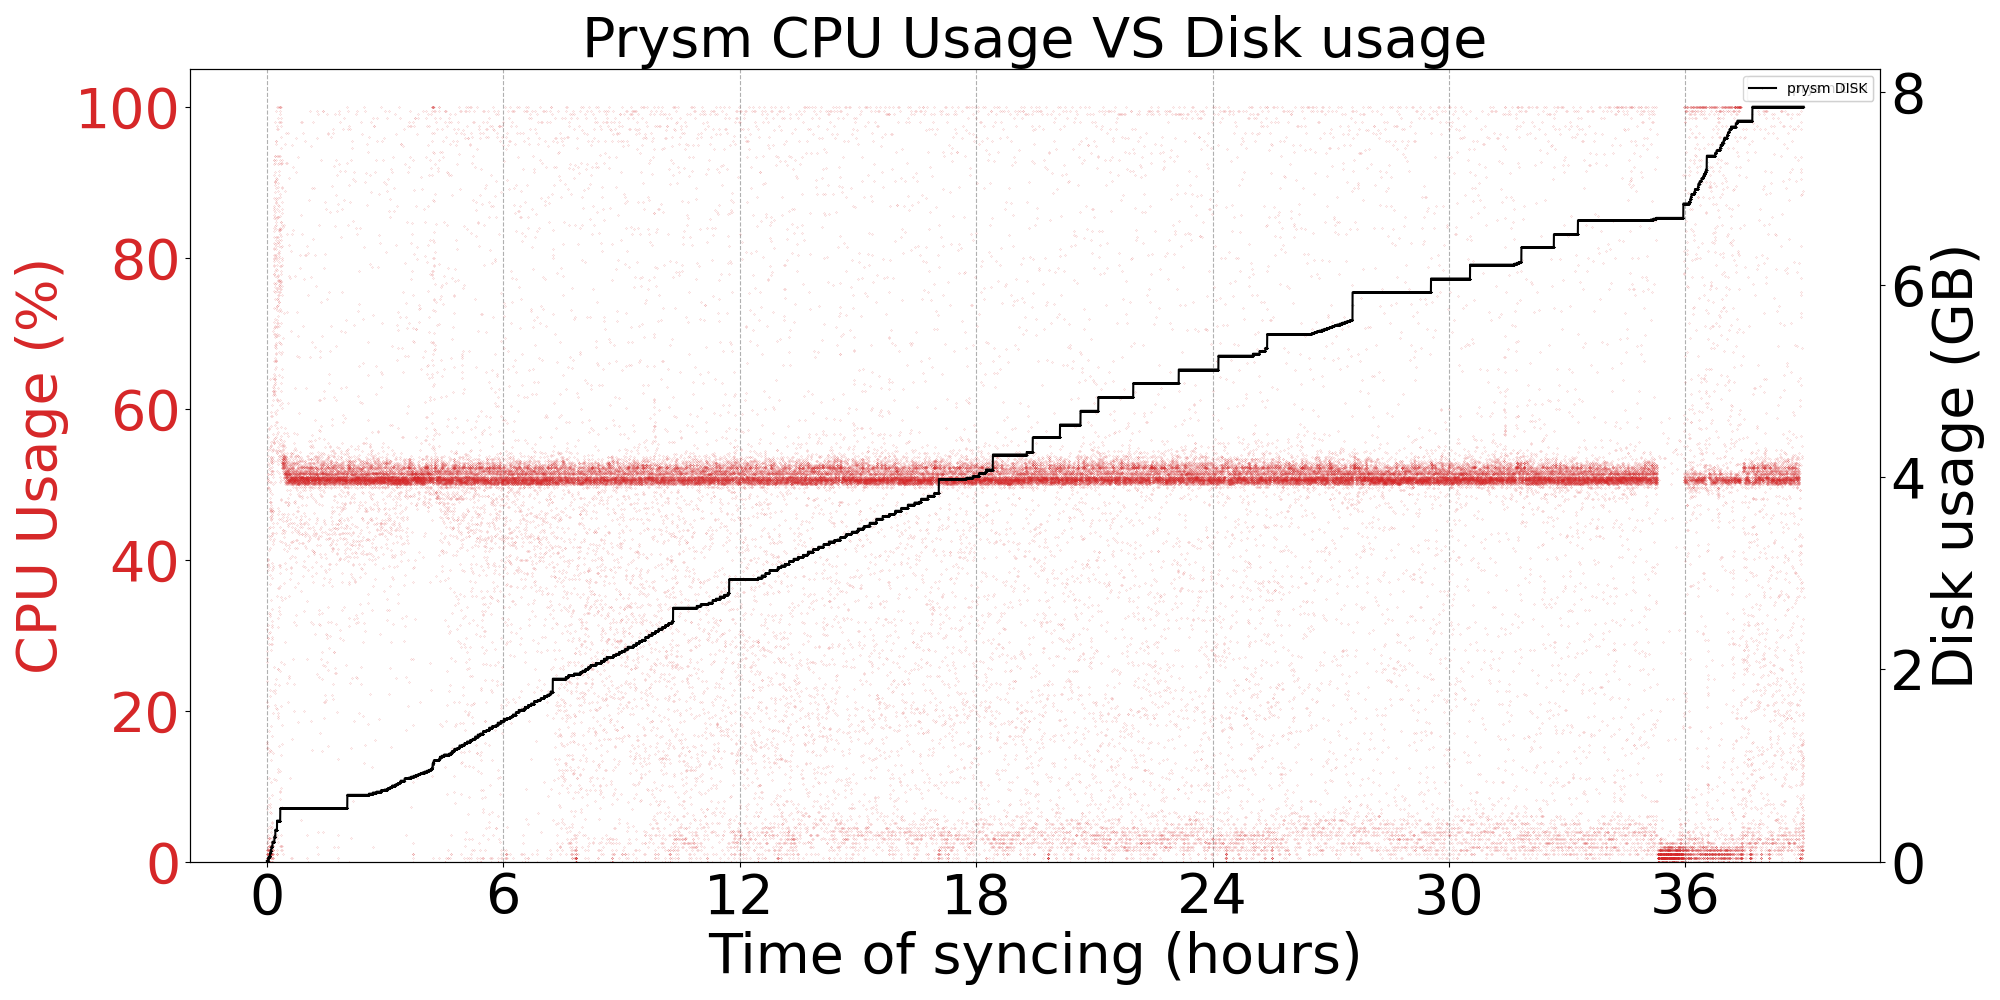 Prysm CPU Usage VS Disk usage
prysm DISK
CPU Usage (%)
100
80
60
40
20
0
Disk usage (GB)
8
6
4
2
0
0 6 12 18 24 30 36
Time of syncing (hours)